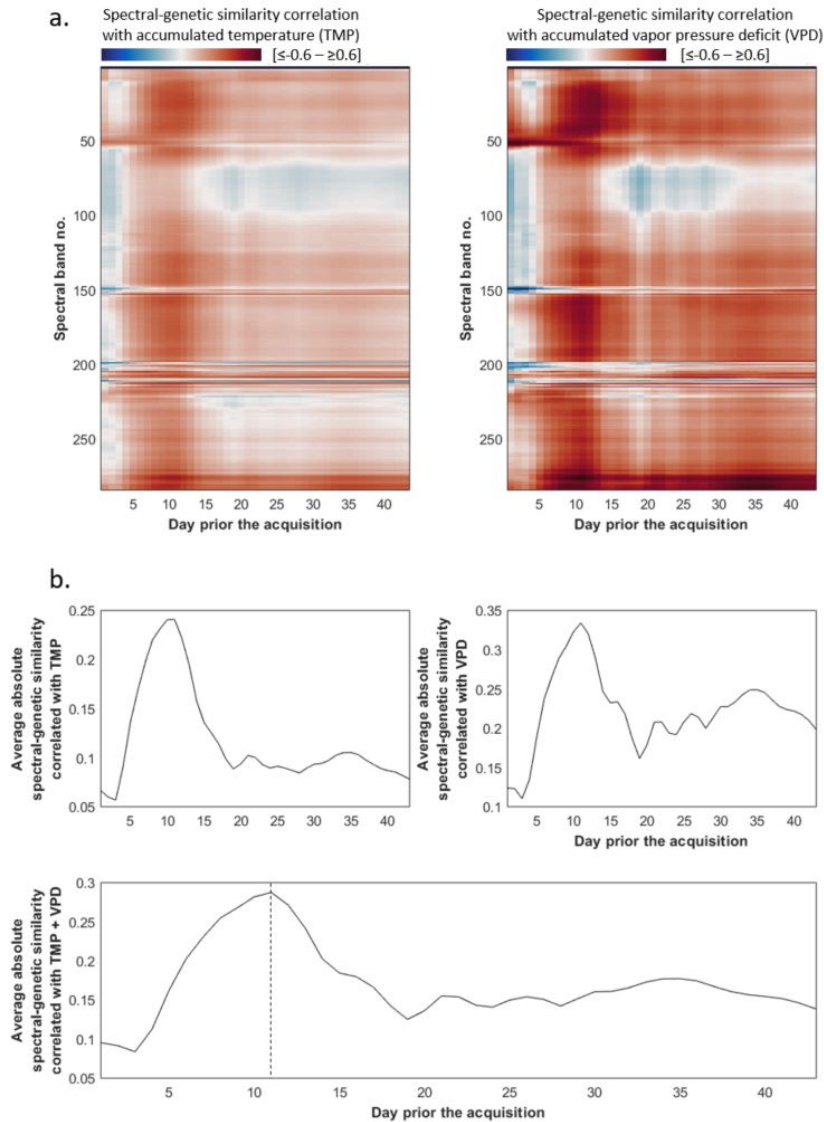 a.
Spectral-genetic similarity correlation
with accumulated temperature (TMP)
[≤-0.6 – ≥0.6]
Spectral-genetic similarity correlation
with accumulated vapor pressure deficit (VPD)
[≤-0.6 – ≥0.6]
Spectral band no.
50
100
150
200
250
5 10 15 20 25 30 35 40
Day prior the acquisition
50
100
150
200
250
5 10 15 20 25 30 35 40
Day prior the acquisition
b.
Average absolute
spectral-genetic similarity
correlated with TMP
0.25
0.2
0.15
0.1
0.05
5 10 15 20 25 30 35 40
Average absolute
spectral-genetic similarity
correlated with VPD
0.35
0.3
0.25
0.2
0.15
0.1
5 10 15 20 25 30 35 40
Day prior the acquisition
Average absolute
spectral-genetic similarity
correlated with TMP + VPD
0.3
0.25
0.2
0.15
0.1
0.05
5 10 15 20 25 30 35 40
Day prior the acquisition